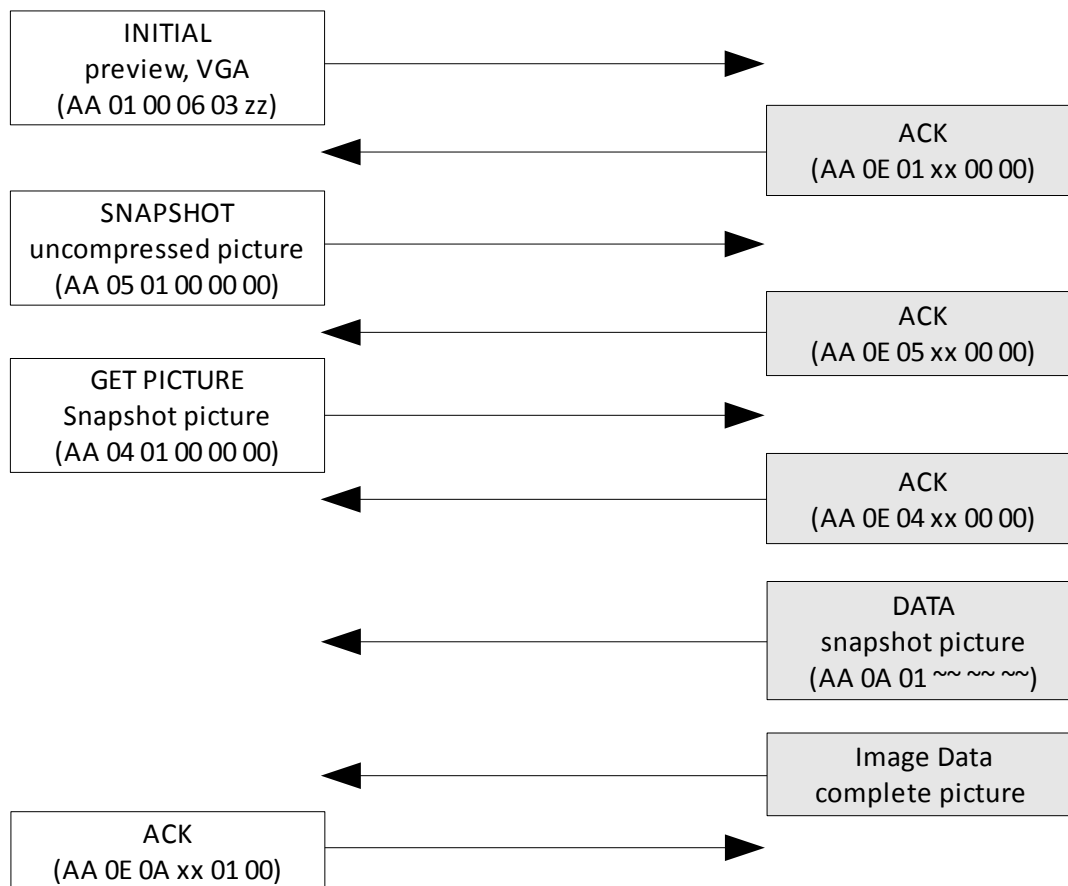 INITIAL
preview, VGA
(AA 01 00 06 03 zz)
ACK
(AA 0E 01 xx 00 00)
SNAPSHOT
uncompressed picture
(AA 05 01 00 00 00)
ACK
(AA 0E 05 xx 00 00)
GET PICTURE
Snapshot picture
(AA 04 01 00 00 00)
ACK
(AA 0E 04 xx 00 00)
DATA
snapshot picture
(AA 0A 01 ~~ ~~ ~~)
Image Data
complete picture
ACK
(AA 0E 0A xx 01 00)